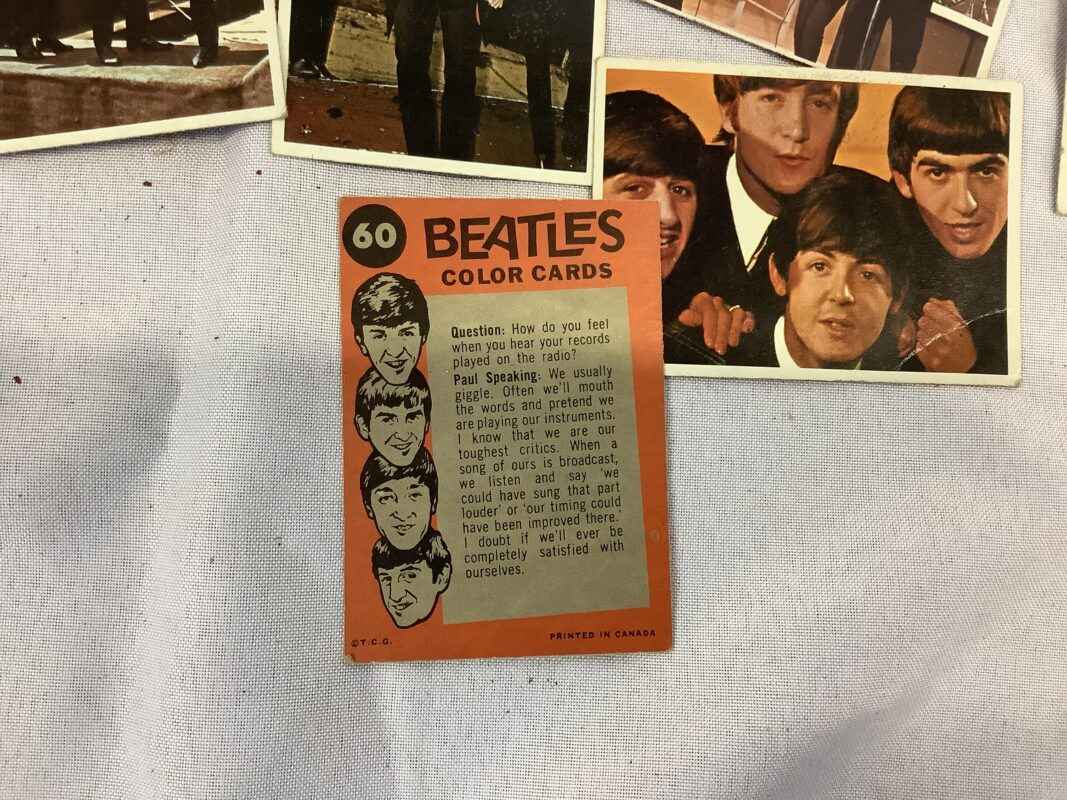 60 BEATLES
COLOR CARDS
Question: How do you feel
when you hear your records
played on the radio?
Paul Speaking: We usually
giggle. Often we'll mouth
the words and pretend we
are playing our instruments.
I know that we are our
toughest critics. When a
song of ours is broadcast,
we listen and say 'we
could have sung that part
louder' or 'our timing could
have been improved there.'
I doubt if we'll ever be
completely satisfied with
ourselves.
©T.C.G.
PRINTED IN CANADA